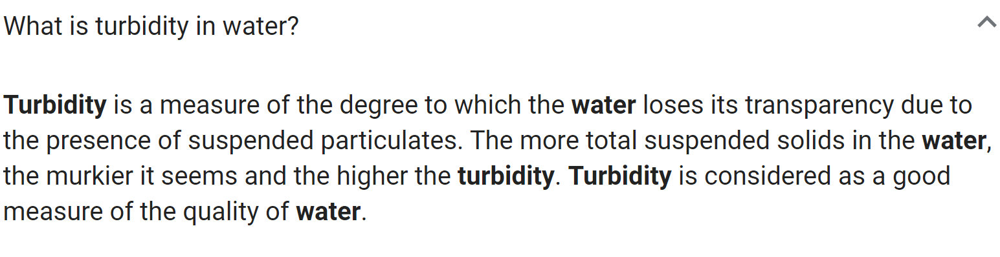 What is turbidity in water?
Turbidity is a measure of the degree to which the water loses its transparency due to
the presence of suspended particulates. The more total suspended solids in the water,
the murkier it seems and the higher the turbidity. Turbidity is considered as a good
measure of the quality of water.